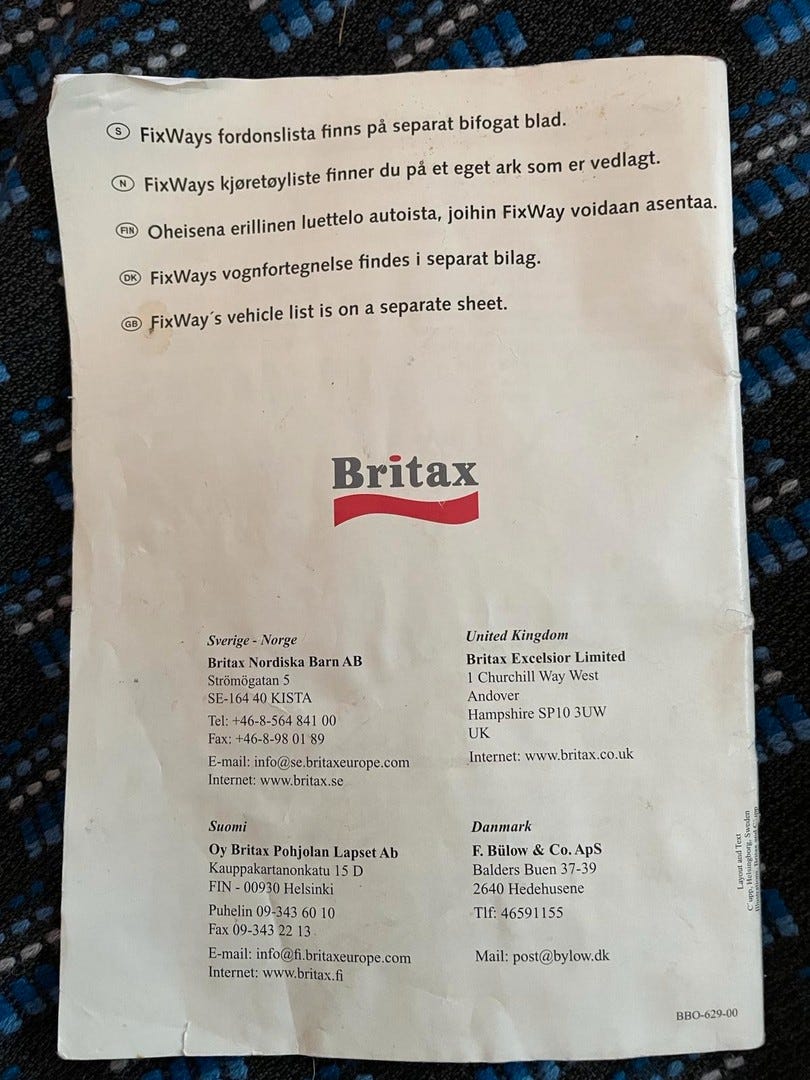 S FixWays fordonslista finns på separat bifogat blad.
N FixWays kjøretøyliste finner du på et eget ark som er vedlagt.
FIN Oheisena erillinen luettelo autoista, joihin FixWay voidaan asentaa.
DK FixWays vognfortegnelse findes i separat bilag.
GB FixWay´s vehicle list is on a separate sheet.
Britax
Sverige - Norge
Britax Nordiska Barn AB
Strömögatan 5
SE-164 40 KISTA
Tel: +46-8-564 841 00
Fax: +46-8-98 01 89
E-mail: info@se.britaxeurope.com
Internet: www.britax.se
United Kingdom
Britax Excelsior Limited
1 Churchill Way West
Andover
Hampshire SP10 3UW
UK
Internet: www.britax.co.uk
Suomi
Oy Britax Pohjolan Lapset Ab
Kauppakartanonkatu 15 D
FIN - 00930 Helsinki
Puhelin 09-343 60 10
Fax 09-343 22 13
E-mail: info@fi.britaxeurope.com
Internet: www.britax.fi
Danmark
F. Bülow & Co. ApS
Balders Buen 37-39
2640 Hedehusene
Tlf: 46591155
Mail: post@bylow.dk
Layout and Text
Helsingborg, Sweden
BBO-629-00